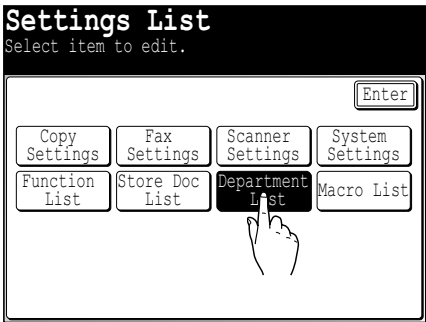 Settings List
Select item to edit.
Enter
Copy Settings
Fax Settings
Scanner Settings
System Settings
Function List
Store Doc List
Department List
Macro List